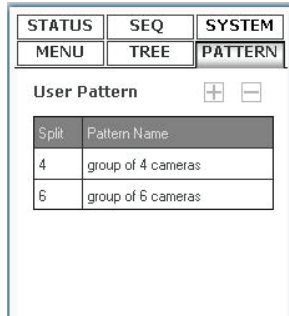 STATUS SEQ SYSTEM
MENU TREE PATTERN
User Pattern
Split Pattern Name
4 group of 4 cameras
6 group of 6 cameras